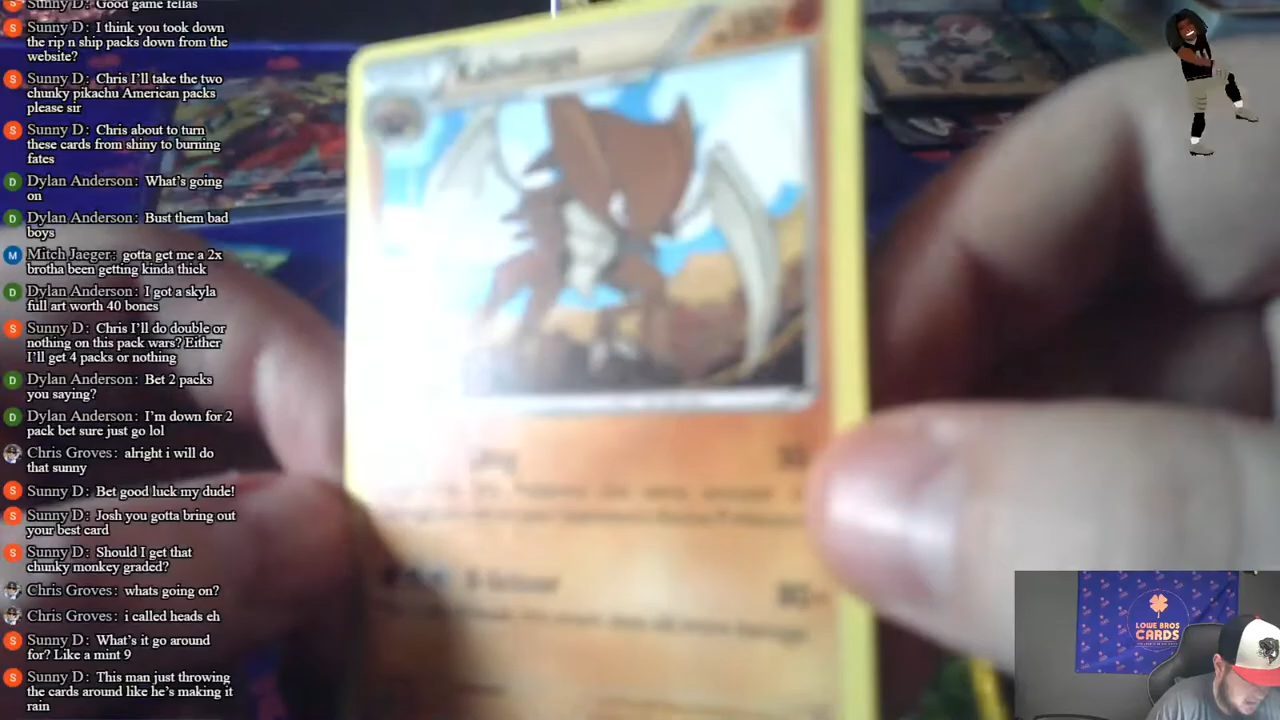 Sunny D: Good game fellas
Sunny D: I think you took down
the rip n ship packs down from the
website?
Sunny D: Chris I'll take the two
chunky pikachu American packs
please sir
Sunny D: Chris about to turn
these cards from shiny to burning
fates
Dylan Anderson: What's going
on
Dylan Anderson: Bust them bad
boys
Mitch Jaeger: gotta get me a 2x
brotha been getting kinda thick
Dylan Anderson: I got a skyla
full art worth 40 bones
Sunny D: Chris I'll do double or
nothing on this pack wars? Either
I'll get 4 packs or nothing
Dylan Anderson: Bet 2 packs
you saying?
Dylan Anderson: I'm down for 2
pack bet sure just go lol
Chris Groves: alright i will do
that sunny
Sunny D: Bet good luck my dude!
Sunny D: Josh you gotta bring out
your best card
Sunny D: Should I get that
chunky monkey graded?
Chris Groves: whats going on?
Chris Groves: i called heads eh
Sunny D: What's it go around
for? Like a mint 9
Sunny D: This man just throwing
the cards around like he's making it
rain
Kabutops
LOWE BROS
CARDS